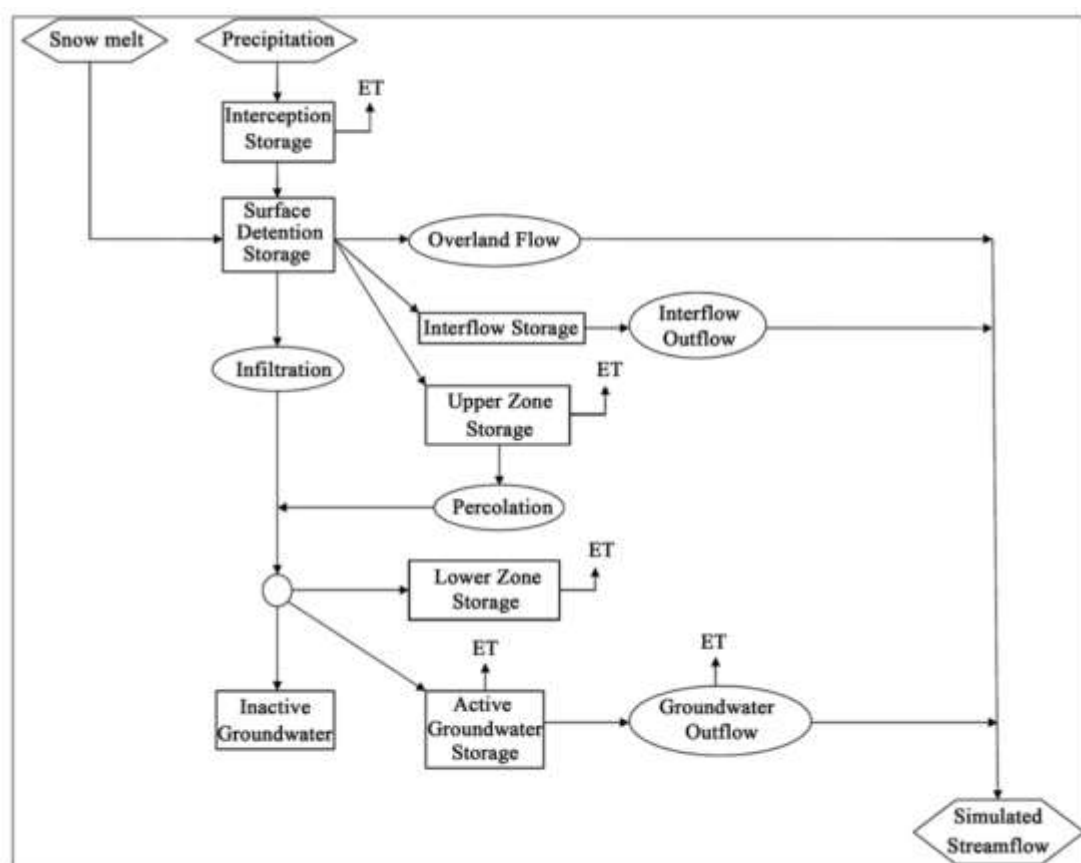 Snow melt
Precipitation
ET
Interception
Storage
Surface
Detention
Storage
Overland Flow
Interflow Storage
Interflow
Outflow
Infiltration
ET
Upper Zone
Storage
Percolation
ET
Lower Zone
Storage
ET
ET
Inactive
Groundwater
Active
Groundwater
Storage
Groundwater
Outflow
Simulated
Streamflow